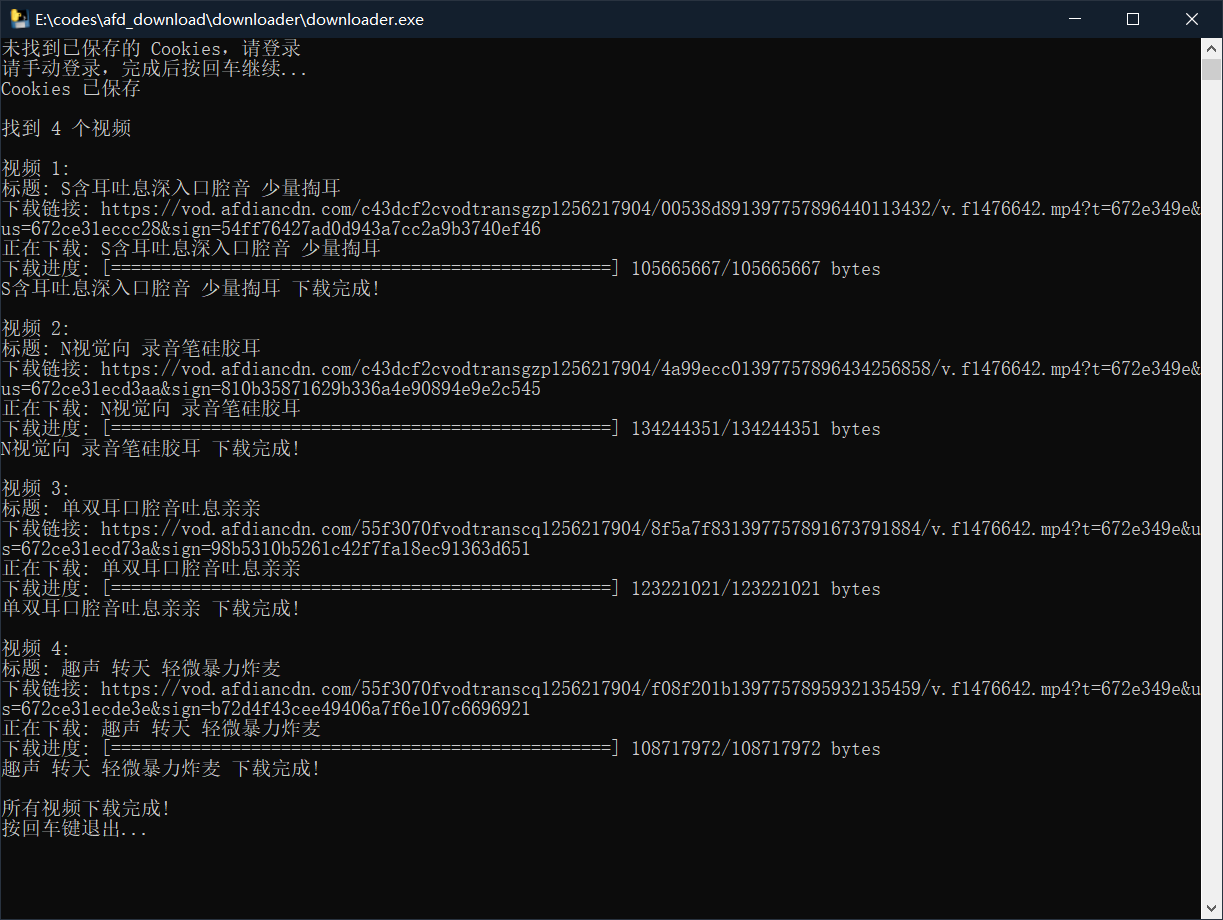 E:\codes\afd_download\downloader\downloader.exe
未找到已保存的 Cookies，请登录
请手动登录，完成后按回车继续...
Cookies 已保存
找到 4 个视频
视频 1:
标题: S含耳吐息深入口腔音 少量掏耳
下载链接: https://vod.afdiancdn.com/c43dcf2cvodtransgzp1256217904/00538d891397757896440113432/v.f1476642.mp4?t=672e349e&
us=672ce31eccc28&sign=54ff76427ad0d943a7cc2a9b3740ef46
正在下载: S含耳吐息深入口腔音 少量掏耳
下载进度: [==================================================] 105665667/105665667 bytes
S含耳吐息深入口腔音 少量掏耳 下载完成!
视频 2:
标题: N视觉向 录音笔硅胶耳
下载链接: https://vod.afdiancdn.com/c43dcf2cvodtransgzp1256217904/4a99ecc01397757896434256858/v.f1476642.mp4?t=672e349e&
us=672ce31ecd3aa&sign=810b35871629b336a4e90894e9e2c545
正在下载: N视觉向 录音笔硅胶耳
下载进度: [==================================================] 134244351/134244351 bytes
N视觉向 录音笔硅胶耳 下载完成!
视频 3:
标题: 单双耳口腔音吐息亲亲
下载链接: https://vod.afdiancdn.com/55f3070fvodtranscq1256217904/8f5a7f831397757891673791884/v.f1476642.mp4?t=672e349e&u
s=672ce31ecd73a&sign=98b5310b5261c42f7fa18ec91363d651
正在下载: 单双耳口腔音吐息亲亲
下载进度: [==================================================] 123221021/123221021 bytes
单双耳口腔音吐息亲亲 下载完成!
视频 4:
标题: 趣声 转天 轻微暴力炸麦
下载链接: https://vod.afdiancdn.com/55f3070fvodtranscq1256217904/f08f201b1397757895932135459/v.f1476642.mp4?t=672e349e&u
s=672ce31ecde3e&sign=b72d4f43cee49406a7f6e107c6696921
正在下载: 趣声 转天 轻微暴力炸麦
下载进度: [==================================================] 108717972/108717972 bytes
趣声 转天 轻微暴力炸麦 下载完成!
所有视频下载完成!
按回车键退出...